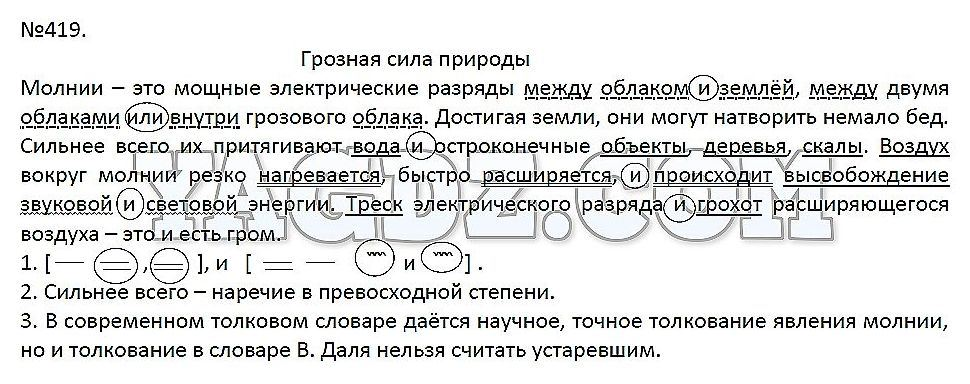 №419.
Грозная сила природы
Молнии – это мощные электрические разряды между облаком и землёй, между двумя
облаками или внутри грозового облака. Достигая земли, они могут натворить немало бед.
Сильнее всего их притягивают вода и остроконечные объекты, деревья, скалы. Воздух
вокруг молнии резко нагревается, быстро расширяется, и происходит высвобождение
звуковой и световой энергии. Треск электрического разряда и грохот расширяющегося
воздуха – это и есть гром.
YAGDZ.COM
1. [ , ], и [ и ] .
2. Сильнее всего – наречие в превосходной степени.
3. В современном толковом словаре даётся научное, точное толкование явления молнии,
но и толкование в словаре В. Даля нельзя считать устаревшим.